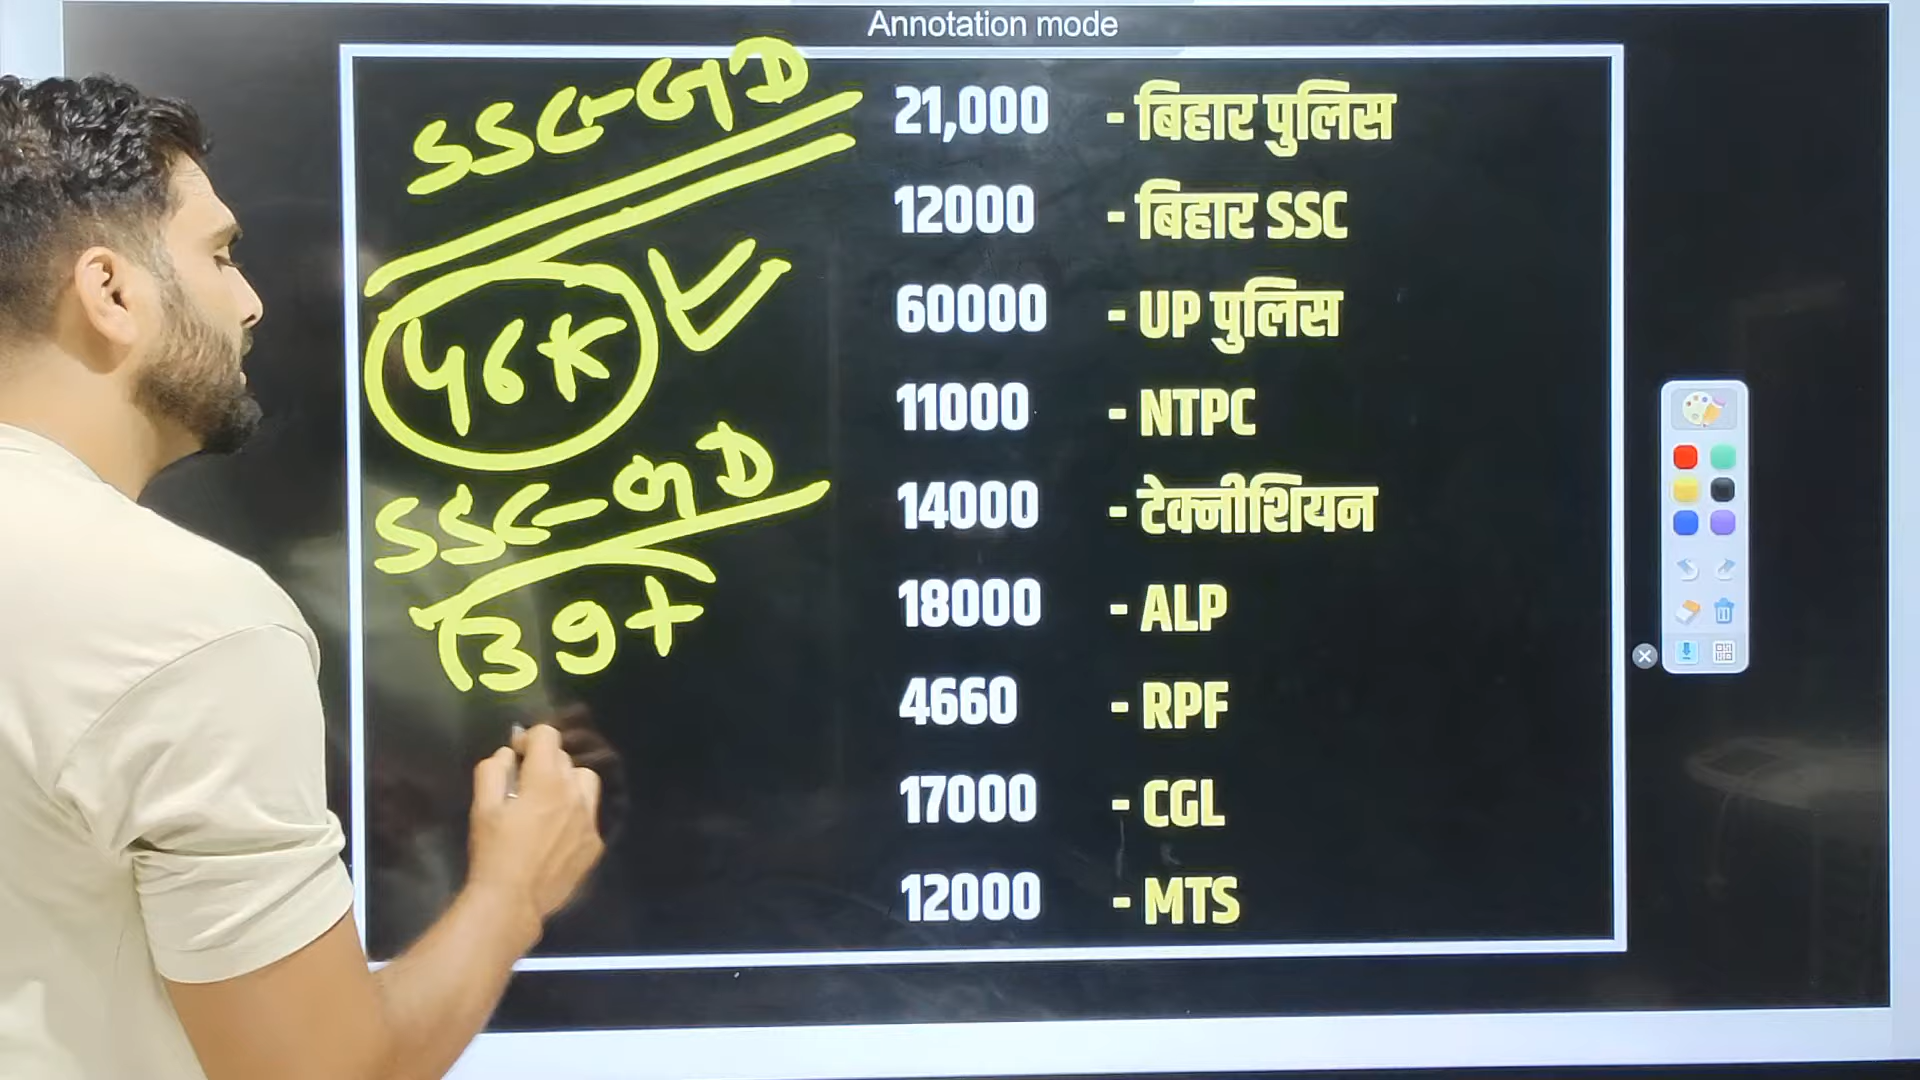 Annotation mode
SSC-GD
46K
SSC-GD
39+
21,000 - बिहार पुलिस
12000 - बिहार SSC
60000 - UP पुलिस
11000 - NTPC
14000 - टेक्नीशियन
18000 - ALP
4660 - RPF
17000 - CGL
12000 - MTS